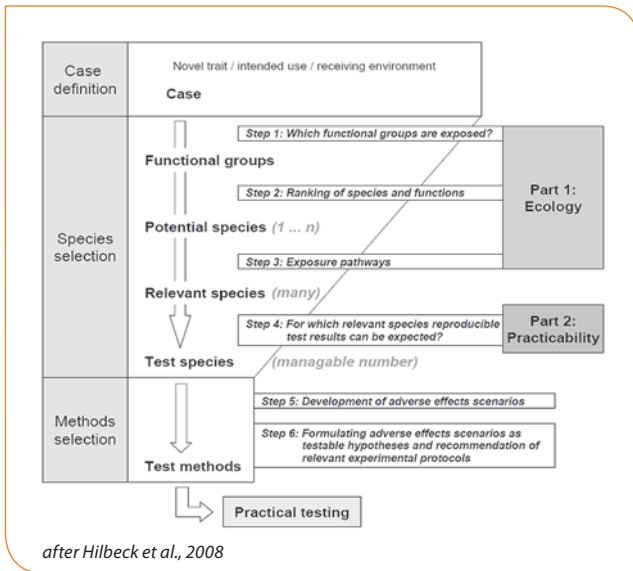 Case
definition
Novel trait / intended use / receiving environment
Case
Step 1: Which functional groups are exposed?
Functional groups
Part 1:
Ecology
Step 2: Ranking of species and functions
Species
selection
Potential species (1 ... n)
Step 3: Exposure pathways
Relevant species (many)
Step 4: For which relevant species reproducible
test results can be expected?
Part 2:
Practicability
Test species (managable number)
Methods
selection
Step 5: Development of adverse effects scenarios
Step 6: Formulating adverse effects scenarios as
testable hypotheses and recommendation of
relevant experimental protocols
Test methods
Practical testing
after Hilbeck et al., 2008